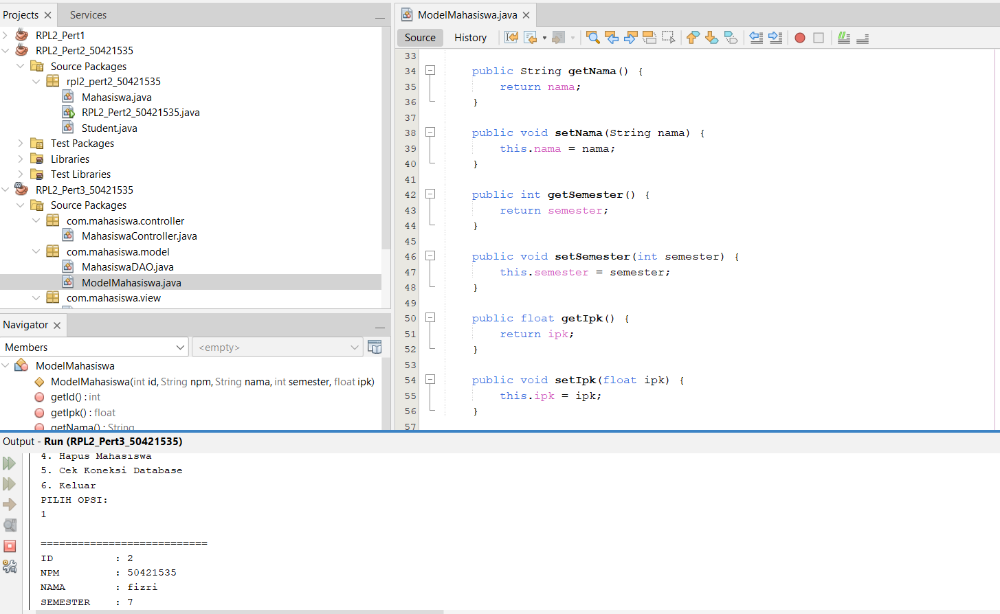 Projects
Services
RPL2_Pert1
RPL2_Pert2_50421535
Source Packages
rpl2_pert2_50421535
Mahasiswa.java
RPL2_Pert2_50421535.java
Student.java
Test Packages
Libraries
Test Libraries
RPL2_Pert3_50421535
Source Packages
com.mahasiswa.controller
MahasiswaController.java
com.mahasiswa.model
MahasiswaDAO.java
ModelMahasiswa.java
com.mahasiswa.view
Navigator
Members
<empty>
ModelMahasiswa
ModelMahasiswa(int id, String npm, String nama, int semester, float ipk)
getId() : int
getIpk() : float
getNama() : String
ModelMahasiswa.java
Source History
33
34 public String getNama() {
35 return nama;
36 }
37
38 public void setNama(String nama) {
39 this.nama = nama;
40 }
41
42 public int getSemester() {
43 return semester;
44 }
45
46 public void setSemester(int semester) {
47 this.semester = semester;
48 }
49
50 public float getIpk() {
51 return ipk;
52 }
53
54 public void setIpk(float ipk) {
55 this.ipk = ipk;
56 }
57
Output - Run (RPL2_Pert3_50421535)
4. Hapus Mahasiswa
5. Cek Koneksi Database
6. Keluar
PILIH OPSI:
1
===========================
ID : 2
NPM : 50421535
NAMA : fizri
SEMESTER : 7